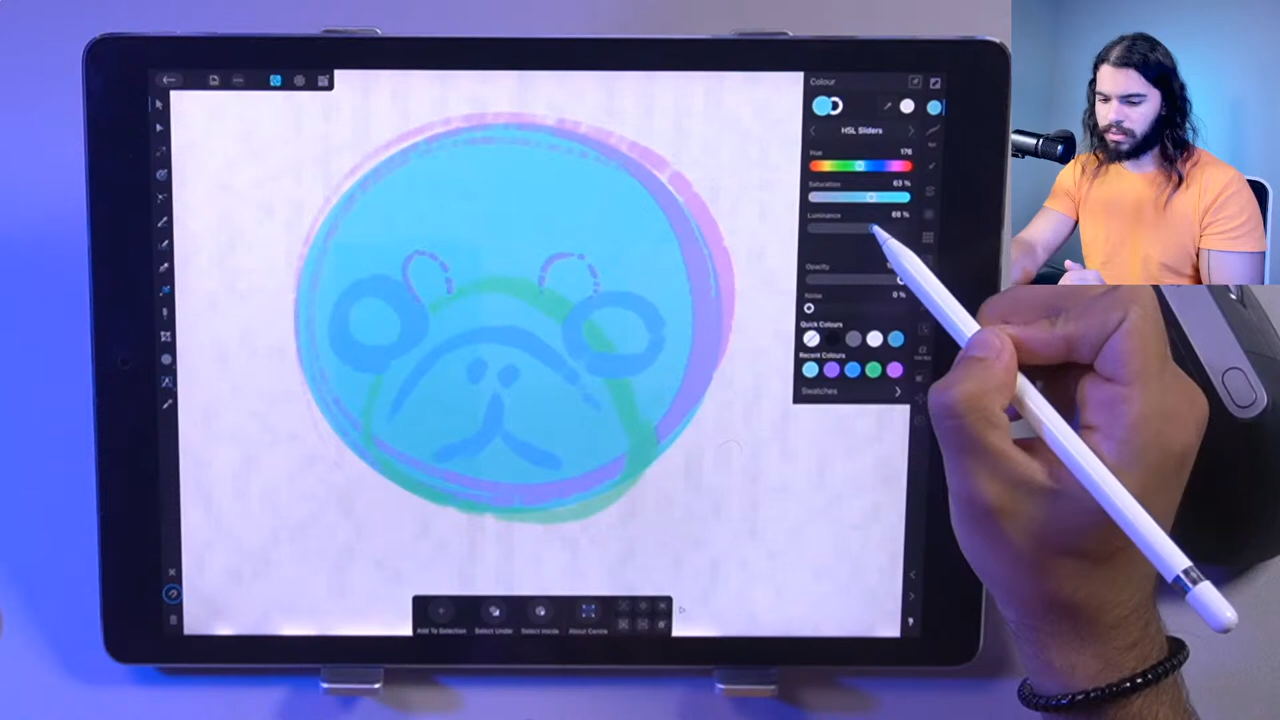 Colour
HSL Sliders
Hue 176
Saturation 63 %
Luminance 68 %
Opacity
Noise 0 %
Quick Colours
Recent Colours
Swatches
Add To Selection Select Under Select Inside About Centre